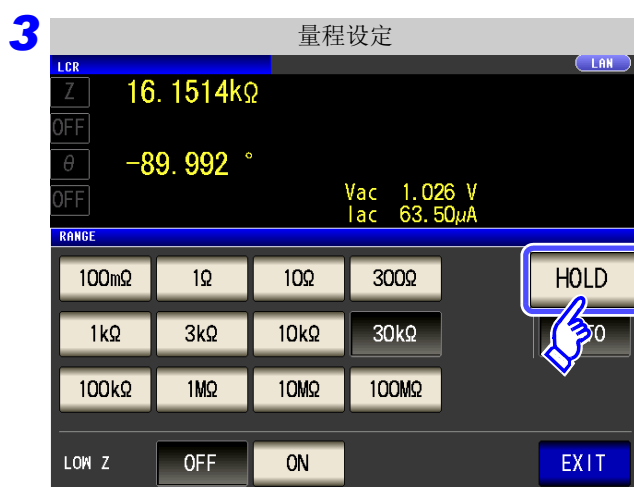 3
量程设定
LCR
LAN
Z 16.1514kΩ
OFF
θ -89.992 °
OFF
Vac 1.026 V
Iac 63.50μA
RANGE
100mΩ 1Ω 10Ω 300Ω HOLD
1kΩ 3kΩ 10kΩ 30kΩ
100kΩ 1MΩ 10MΩ 100MΩ
LOW Z OFF ON EXIT